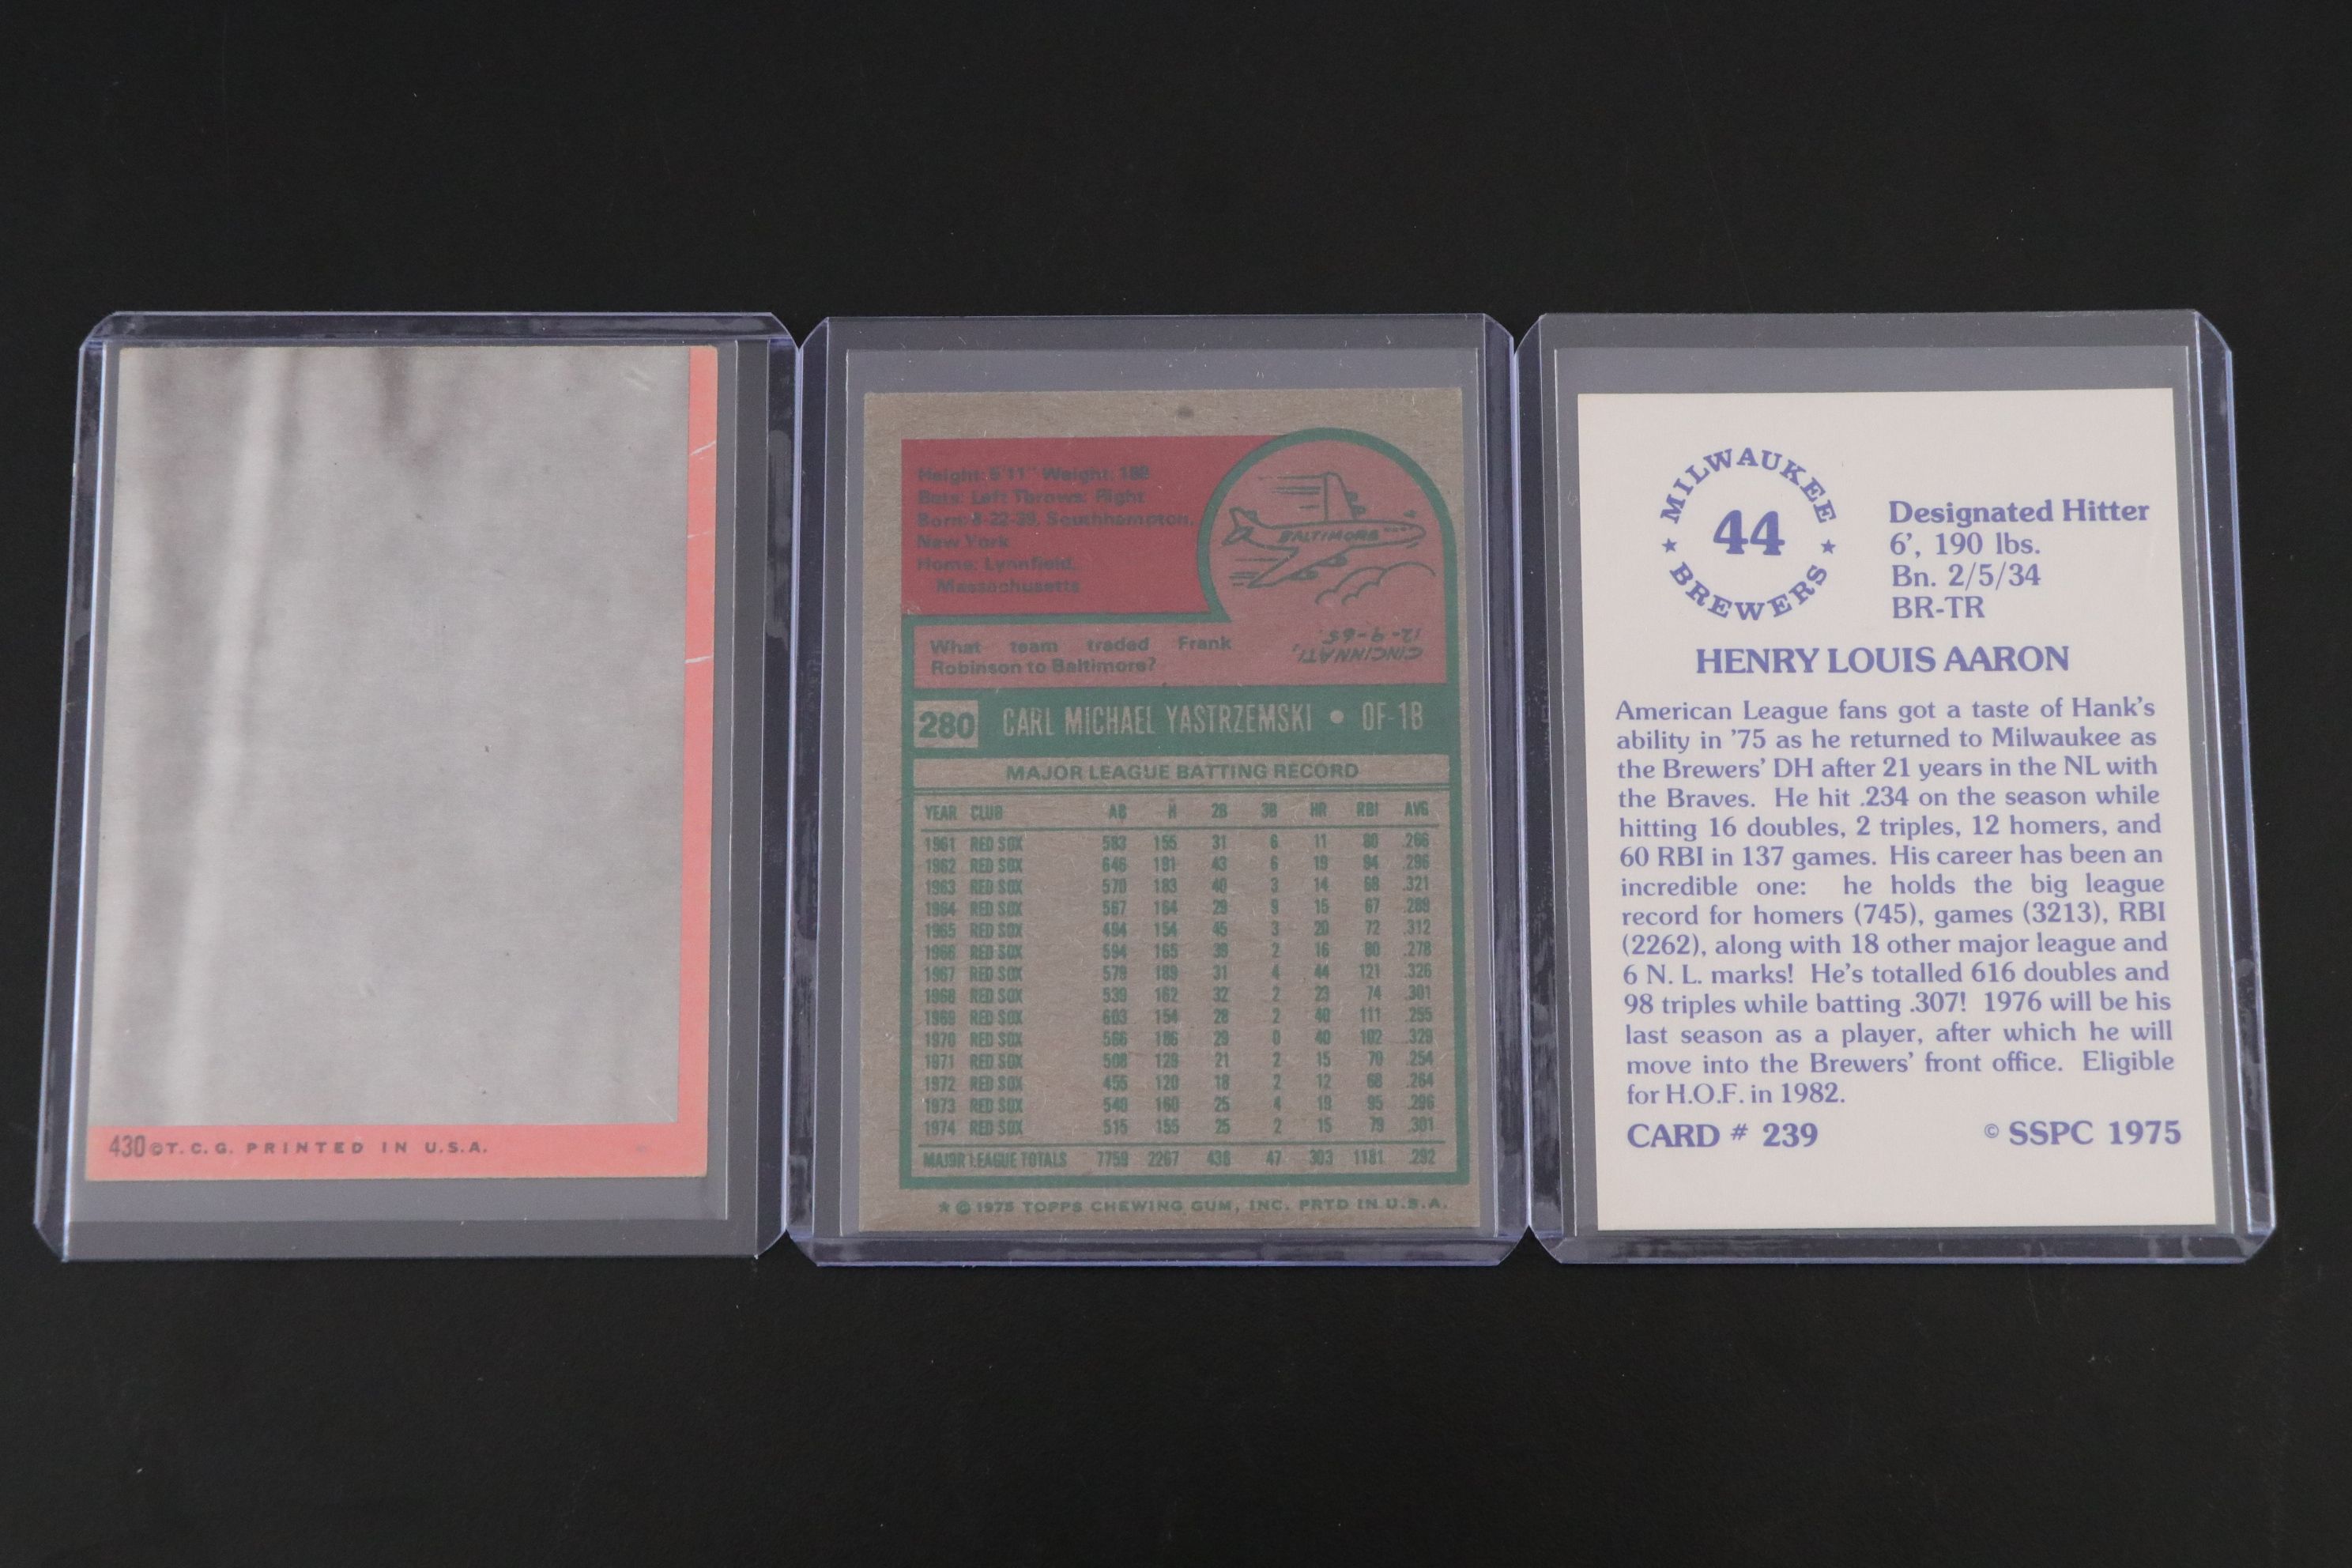 430 © T. C. G. PRINTED IN U.S.A.
Height: 5'11" Weight: 182
Bats: Left Throws: Right
Born: 8-22-39, Southhampton,
New York
Home: Lynnfield,
Massachusetts
BALTIMORE
What team traded Frank
Robinson to Baltimore?
CINCINNATI,
12-9-65.
280 CARL MICHAEL YASTRZEMSKI • OF-1B
MAJOR LEAGUE BATTING RECORD
YEAR CLUB AB H 2B 3B HR RBI AVG
1961 RED SOX 583 155 31 6 11 80 .266
1962 RED SOX 646 191 43 6 19 94 .296
1963 RED SOX 570 183 40 3 14 68 .321
1964 RED SOX 567 164 29 9 15 67 .289
1965 RED SOX 494 154 45 3 20 72 .312
1966 RED SOX 594 165 39 2 16 80 .278
1967 RED SOX 579 189 31 4 44 121 .326
1968 RED SOX 539 162 32 2 23 74 .301
1969 RED SOX 603 154 28 2 40 111 .255
1970 RED SOX 566 186 29 0 40 102 .329
1971 RED SOX 508 129 21 2 15 70 .254
1972 RED SOX 455 120 18 2 12 68 .264
1973 RED SOX 540 160 25 4 19 95 .296
1974 RED SOX 515 155 25 2 15 79 .301
MAJOR LEAGUE TOTALS 7759 2267 436 47 303 1181 .292
★ © 1975 TOPPS CHEWING GUM, INC. PRTD IN U.S.A.
MILWAUKEE
44
★ BREWERS ★
Designated Hitter
6', 190 lbs.
Bn. 2/5/34
BR-TR
HENRY LOUIS AARON
American League fans got a taste of Hank's
ability in '75 as he returned to Milwaukee as
the Brewers' DH after 21 years in the NL with
the Braves. He hit .234 on the season while
hitting 16 doubles, 2 triples, 12 homers, and
60 RBI in 137 games. His career has been an
incredible one: he holds the big league
record for homers (745), games (3213), RBI
(2262), along with 18 other major league and
6 N. L. marks! He's totalled 616 doubles and
98 triples while batting .307! 1976 will be his
last season as a player, after which he will
move into the Brewers' front office. Eligible
for H.O.F. in 1982.
CARD # 239 © SSPC 1975